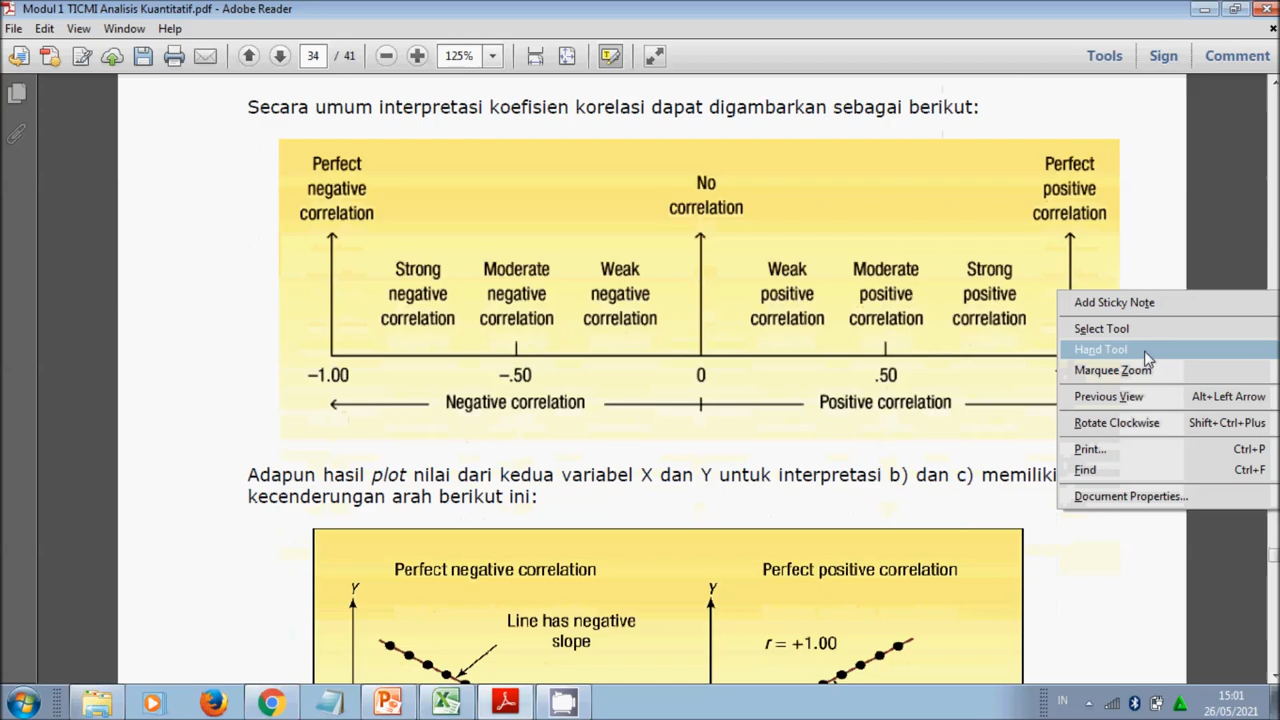 Modul 1 TICMI Analisis Kuantitatif.pdf - Adobe Reader
File Edit View Window Help
34 / 41 125% Tools Sign Comment
Secara umum interpretasi koefisien korelasi dapat digambarkan sebagai berikut:
Perfect
negative
correlation
No
correlation
Perfect
positive
correlation
Strong
negative
correlation
Moderate
negative
correlation
Weak
negative
correlation
Weak
positive
correlation
Moderate
positive
correlation
Strong
positive
correlation
−1.00 −.50 0 .50
Negative correlation Positive correlation
Add Sticky Note
Select Tool
Hand Tool
Marquee Zoom
Previous View Alt+Left Arrow
Rotate Clockwise Shift+Ctrl+Plus
Print... Ctrl+P
Find Ctrl+F
Document Properties...
Adapun hasil plot nilai dari kedua variabel X dan Y untuk interpretasi b) dan c) memiliki
kecenderungan arah berikut ini:
Perfect negative correlation
Y
Line has negative
slope
Perfect positive correlation
Y
r = +1.00
IN
15:01
26/05/2021